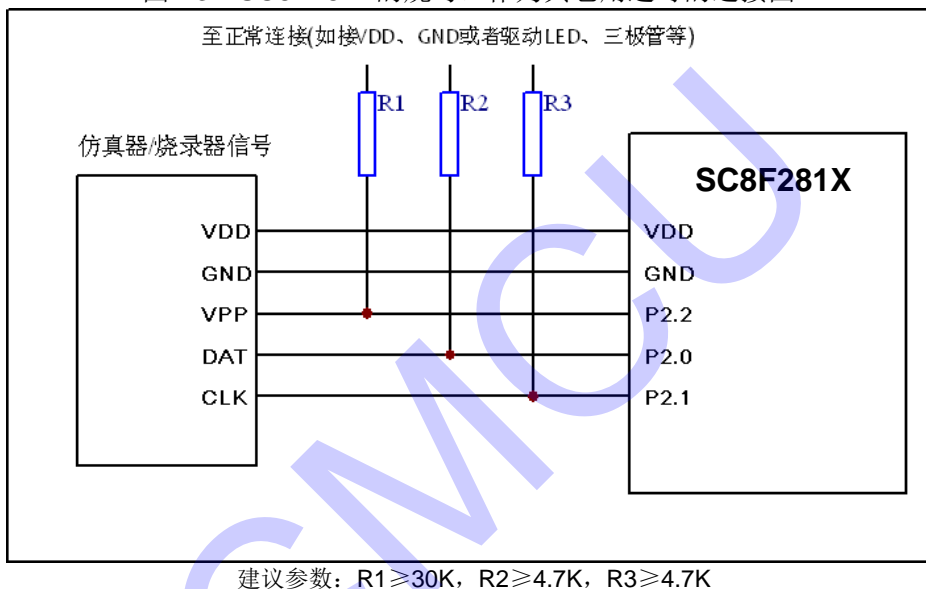 至正常连接(如接VDD、GND或者驱动LED、三极管等)
R1
R2
R3
仿真器/烧录器信号
SC8F281X
VDD
VDD
GND
GND
VPP
P2.2
DAT
P2.0
CLK
P2.1
CMCU
建议参数：R1≥30K，R2≥4.7K，R3≥4.7K